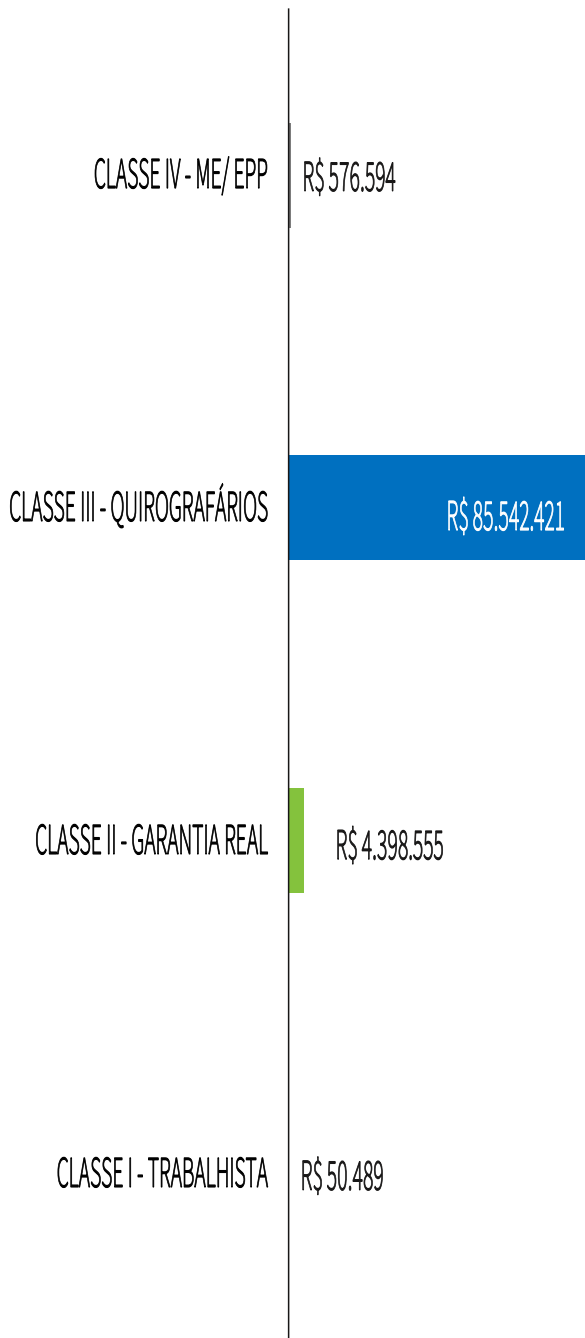 CLASSE IV - ME/ EPP R$ 576.594
CLASSE III - QUIROGRAFÁRIOS R$ 85.542.421
CLASSE II - GARANTIA REAL R$ 4.398.555
CLASSE I - TRABALHISTA R$ 50.489